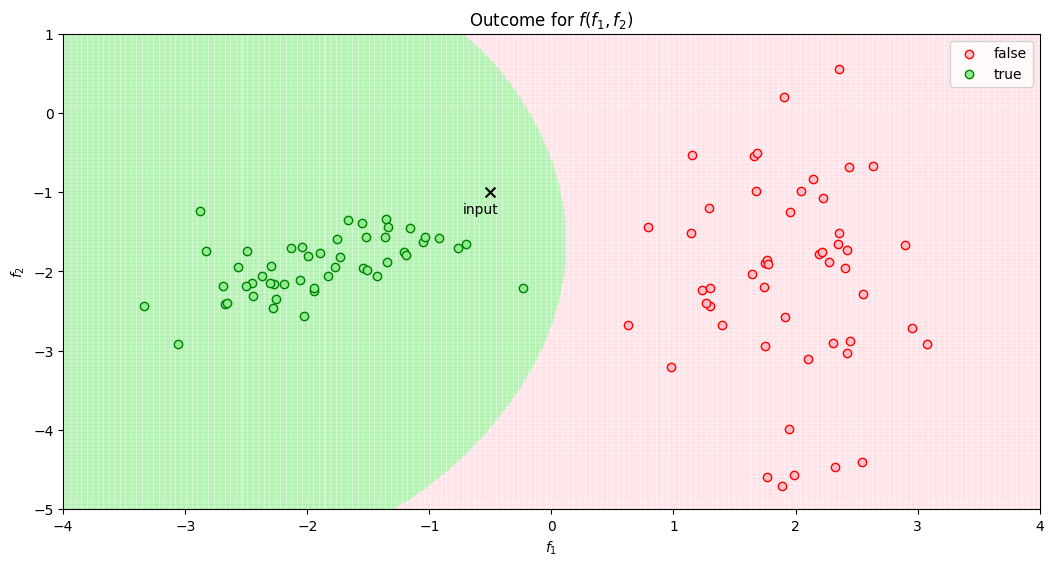 Outcome for f(f₁, f₂)
false
true
input
f₂
1
0
−1
−2
−3
−4
−5
−4
−3
−2
−1
0
1
2
3
4
f₁